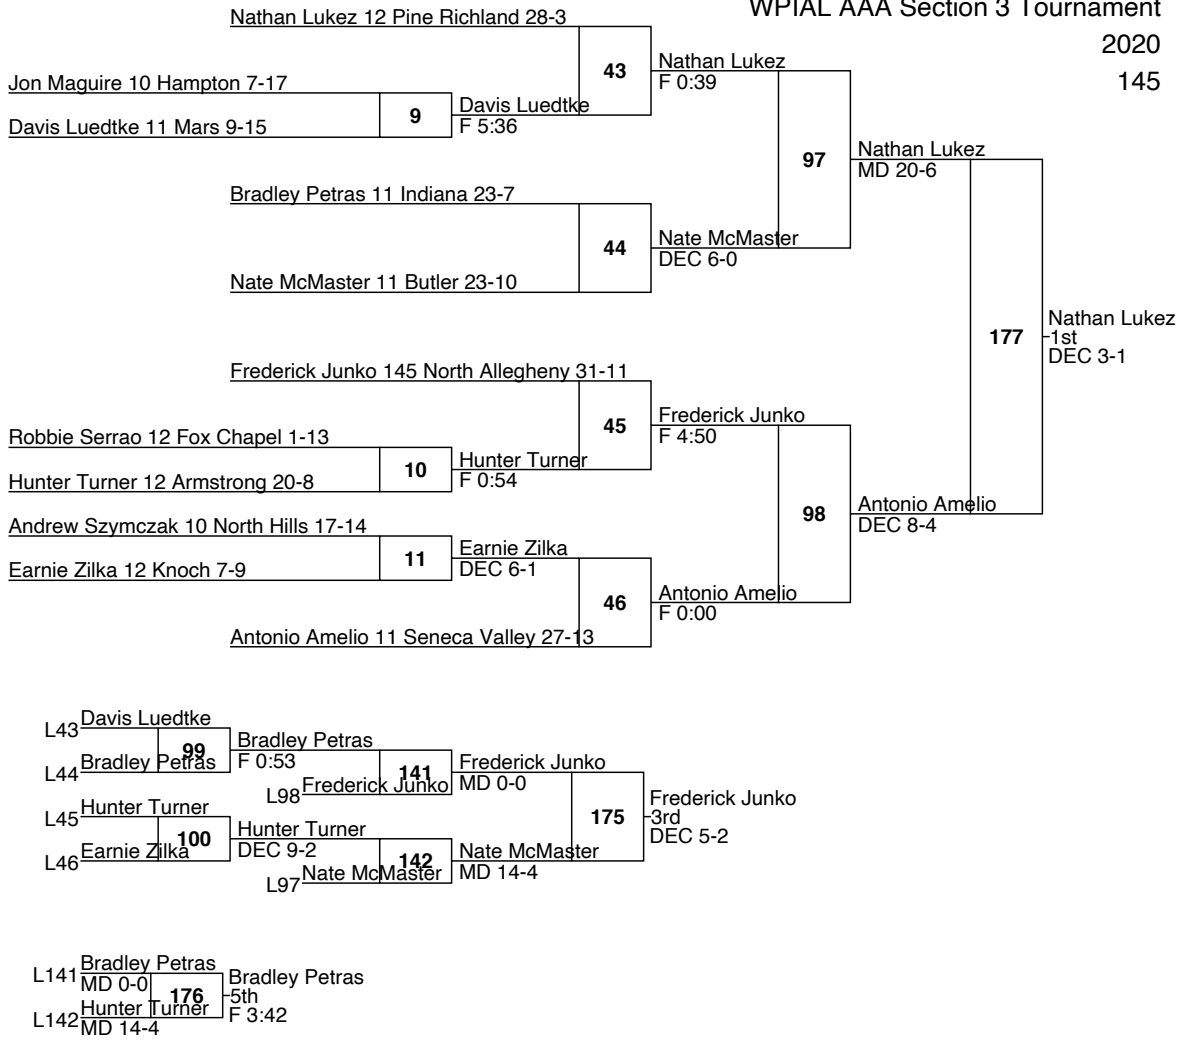 WPIAL AAA Section 3 Tournament
2020
145
Nathan Lukez 12 Pine Richland 28-3
43
Nathan Lukez
F 0:39
Jon Maguire 10 Hampton 7-17
9
Davis Luedtke
F 5:36
Davis Luedtke 11 Mars 9-15
97
Nathan Lukez
MD 20-6
Bradley Petras 11 Indiana 23-7
44
Nate McMaster
DEC 6-0
Nate McMaster 11 Butler 23-10
177
Nathan Lukez
1st
DEC 3-1
Frederick Junko 145 North Allegheny 31-11
45
Frederick Junko
F 4:50
Robbie Serrao 12 Fox Chapel 1-13
10
Hunter Turner
F 0:54
Hunter Turner 12 Armstrong 20-8
98
Antonio Amelio
DEC 8-4
Andrew Szymczak 10 North Hills 17-14
11
Earnie Zilka
DEC 6-1
Earnie Zilka 12 Knoch 7-9
46
Antonio Amelio
F 0:00
Antonio Amelio 11 Seneca Valley 27-13
L43 Davis Luedtke
99
Bradley Petras
F 0:53
L44 Bradley Petras
141
Frederick Junko
MD 0-0
L98 Frederick Junko
L45 Hunter Turner
100
Hunter Turner
DEC 9-2
L46 Earnie Zilka
142
Nate McMaster
MD 14-4
L97 Nate McMaster
175
Frederick Junko
3rd
DEC 5-2
L141 Bradley Petras
MD 0-0
176
Bradley Petras
5th
F 3:42
L142 Hunter Turner
MD 14-4